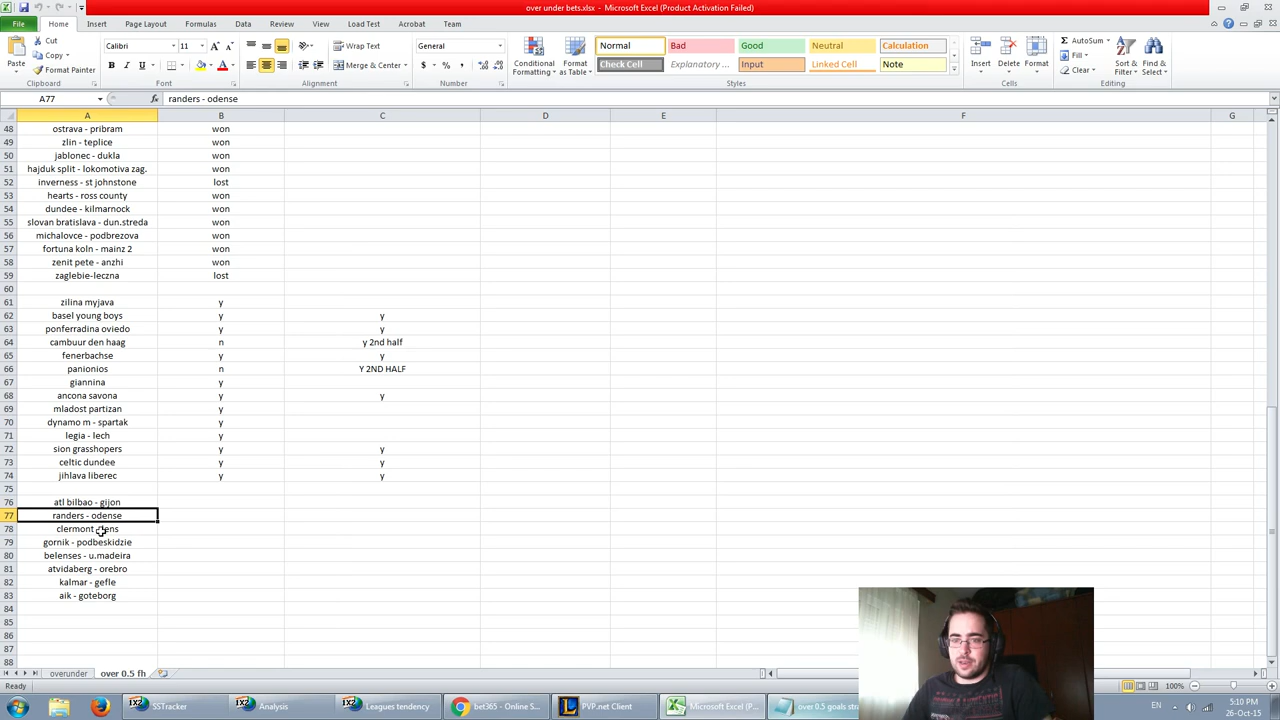 over under bets.xlsx - Microsoft Excel (Product Activation Failed)
File Home Insert Page Layout Formulas Data Review View Load Test Acrobat Team
Paste Cut Copy Format Painter Clipboard
Calibri 11 B I U A A Font
Wrap Text Merge & Center Alignment
General $ % , Number
Conditional Formatting Format as Table
Normal Bad Good Neutral Calculation
Check Cell Explanatory ... Input Linked Cell Note
Styles
Insert Delete Format Cells
AutoSum Fill Clear Sort & Filter Find & Select Editing
A77 fx randers - odense
A B C D E F G
48 ostrava - pribram won
49 zlin - teplice won
50 jablonec - dukla won
51 hajduk split - lokomotiva zag. won
52 inverness - st johnstone lost
53 hearts - ross county won
54 dundee - kilmarnock won
55 slovan bratislava - dun.streda won
56 michalovce - podbrezova won
57 fortuna koln - mainz 2 won
58 zenit pete - anzhi won
59 zaglebie-leczna lost
60
61 zilina myjava y
62 basel young boys y y
63 ponferradina oviedo y y
64 cambuur den haag n y 2nd half
65 fenerbachse y y
66 panionios n Y 2ND HALF
67 giannina y
68 ancona savona y y
69 mladost partizan y
70 dynamo m - spartak y
71 legia - lech y
72 sion grasshopers y y
73 celtic dundee y y
74 jihlava liberec y y
75
76 atl bilbao - gijon
77 randers - odense
78 clermont
79 gornik - podbeskidzie
80 belenses - u.madeira
81 atvidaberg - orebro
82 kalmar - gefle
83 aik - goteborg
84
85
86
87
88
overunder over 0.5 fh
Ready 100%
SSTracker Analysis Leagues tendency bet365 - Online S... PVP.net Client Microsoft Excel (P... over 0.5 goals stra
EN 5:10 PM
26-Oct-15